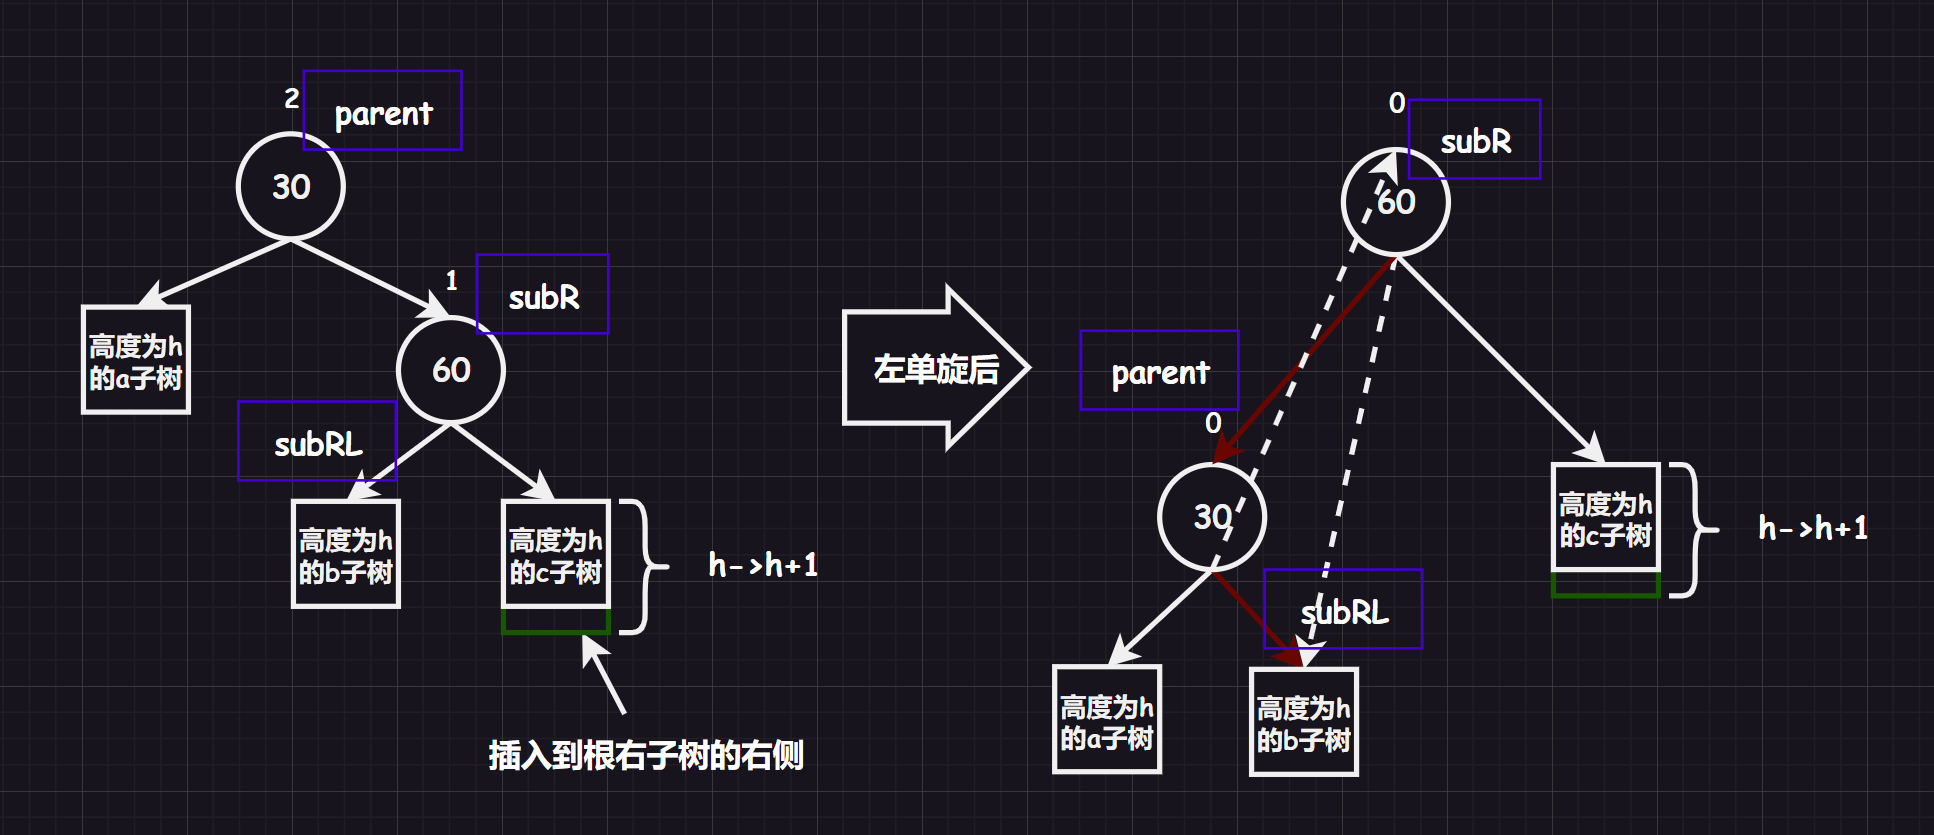 2
parent
30
1
subR
60
高度为h
的a子树
subRL
高度为h
的b子树
高度为h
的c子树
h->h+1
插入到根右子树的右侧
左单旋后
0
subR
60
parent
0
30
subRL
高度为h
的a子树
高度为h
的b子树
高度为h
的c子树
h->h+1